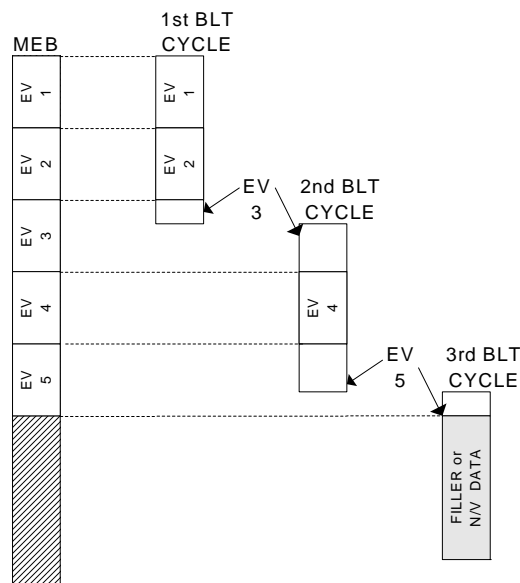 1st BLT
CYCLE
MEB
EV 1
EV 2
EV 3
EV 4
EV 5
EV 1
EV 2
EV
3
2nd BLT
CYCLE
EV 4
EV
5
3rd BLT
CYCLE
FILLER or
N/V DATA